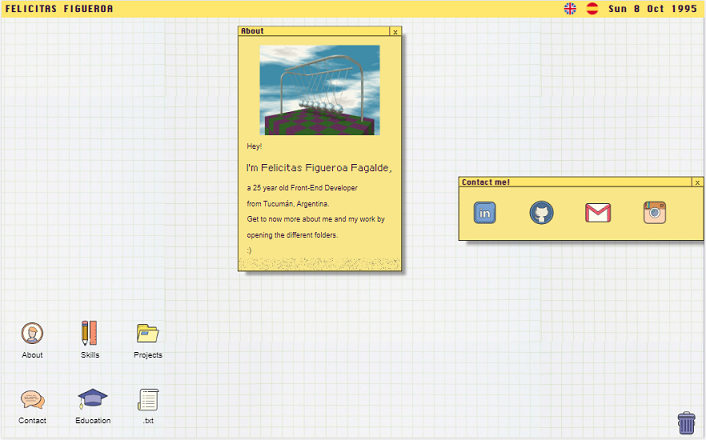 FELICITAS FIGUEROA
Sun 8 Oct 1995
About x
Hey!
I'm Felicitas Figueroa Fagalde,
a 25 year old Front-End Developer
from Tucumán, Argentina.
Get to now more about me and my work by
opening the different folders.
:)
Contact me! x
in
About Skills Projects
Contact Education .txt